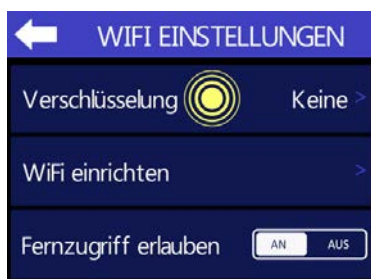 WIFI EINSTELLUNGEN
Verschlüsselung Keine >
WiFi einrichten >
Fernzugriff erlauben AN AUS